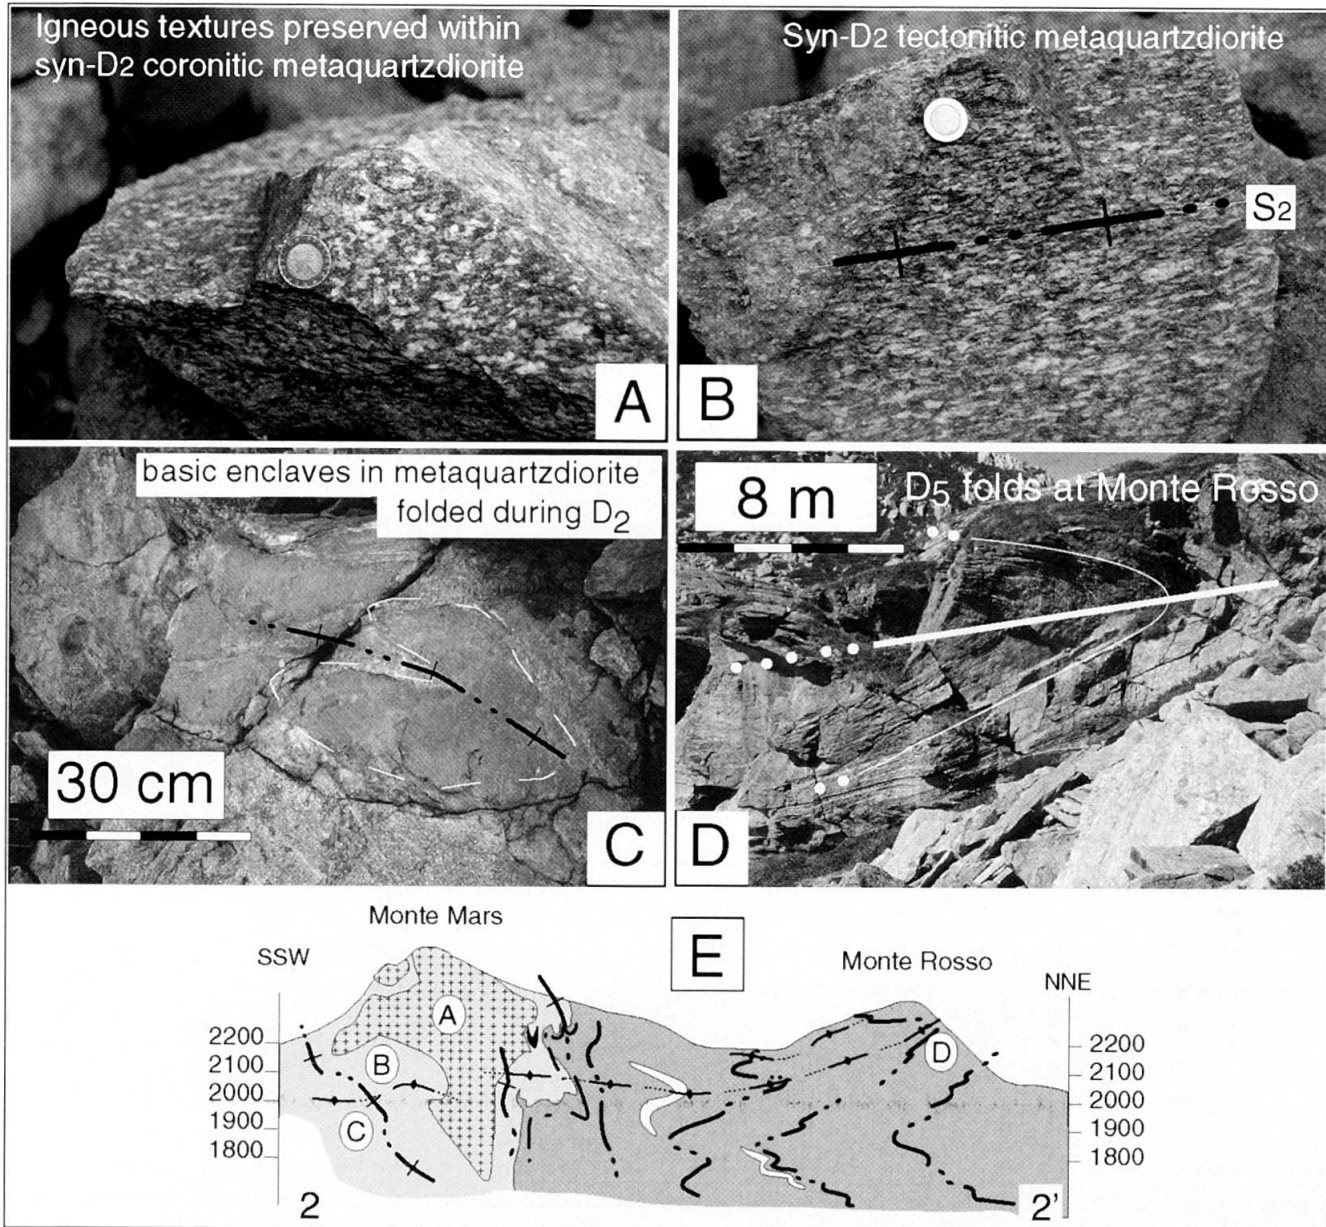 Igneous textures preserved within
syn-D2 coronitic metaquartzdiorite
A
Syn-D2 tectonitic metaquartzdiorite
S2
B
basic enclaves in metaquartzdiorite
folded during D2
30 cm
C
8 m
D5 folds at Monte Rosso
D
Monte Mars
E
SSW
Monte Rosso
NNE
A
B
C
D
2200
2100
2000
1900
1800
2200
2100
2000
1900
1800
2
2'